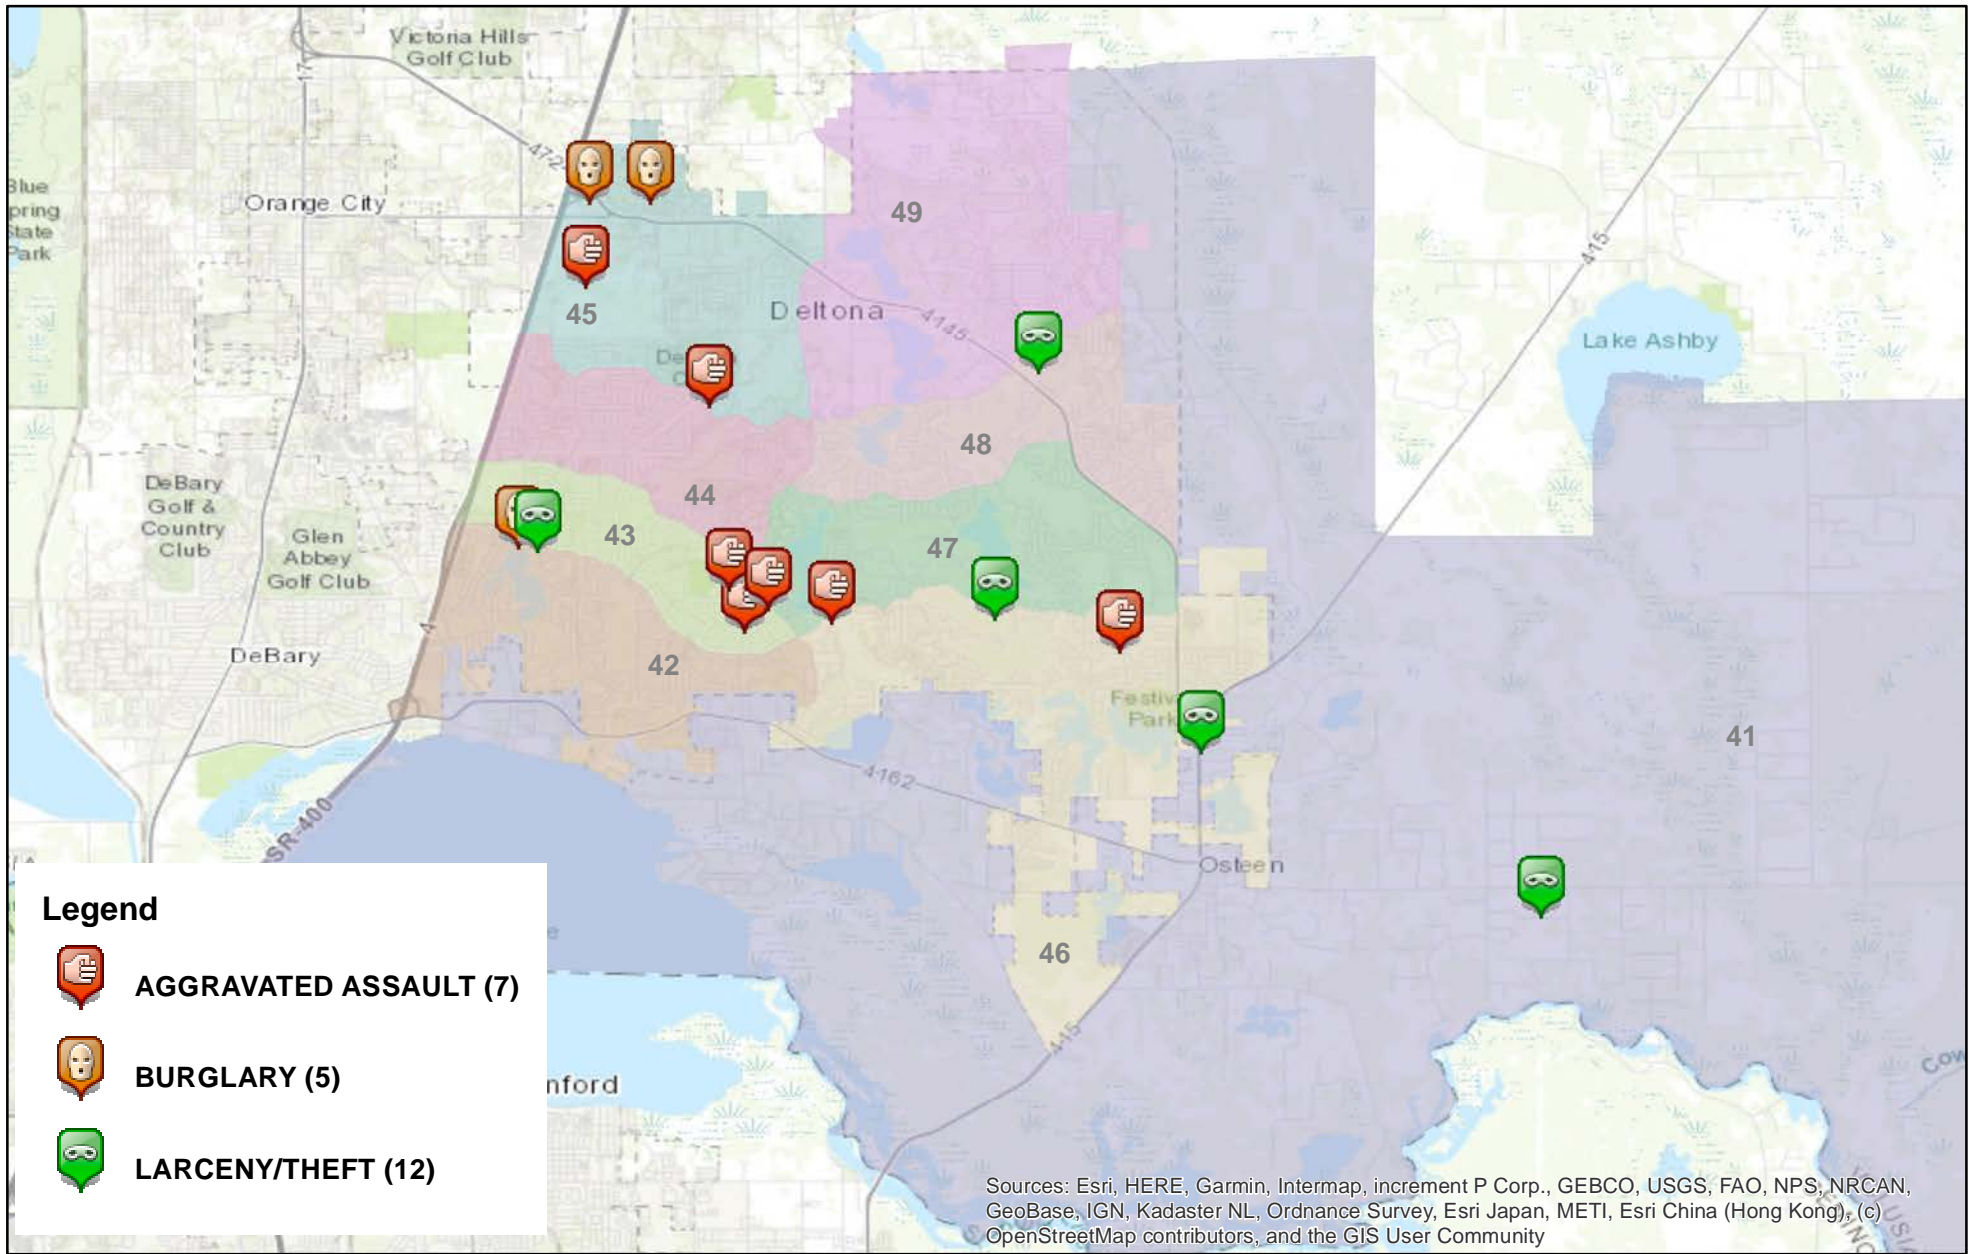 Victoria Hills
Golf Club
17
472
Orange City
Blue
Spring
State
Park
49
415
45
Deltona
4145
Lake Ashby
48
DeBary
Golf &
Country
Club
44
43
Glen
Abbey
Golf Club
47
4
DeBary
42
Festiv
Park
41
4162
SR-400
Osteen
46
415
nford
Legend
AGGRAVATED ASSAULT (7)
BURGLARY (5)
LARCENY/THEFT (12)
Sources: Esri, HERE, Garmin, Intermap, increment P Corp., GEBCO, USGS, FAO, NPS, NRCAN,
GeoBase, IGN, Kadaster NL, Ordnance Survey, Esri Japan, METI, Esri China (Hong Kong), (c)
OpenStreetMap contributors, and the GIS User Community